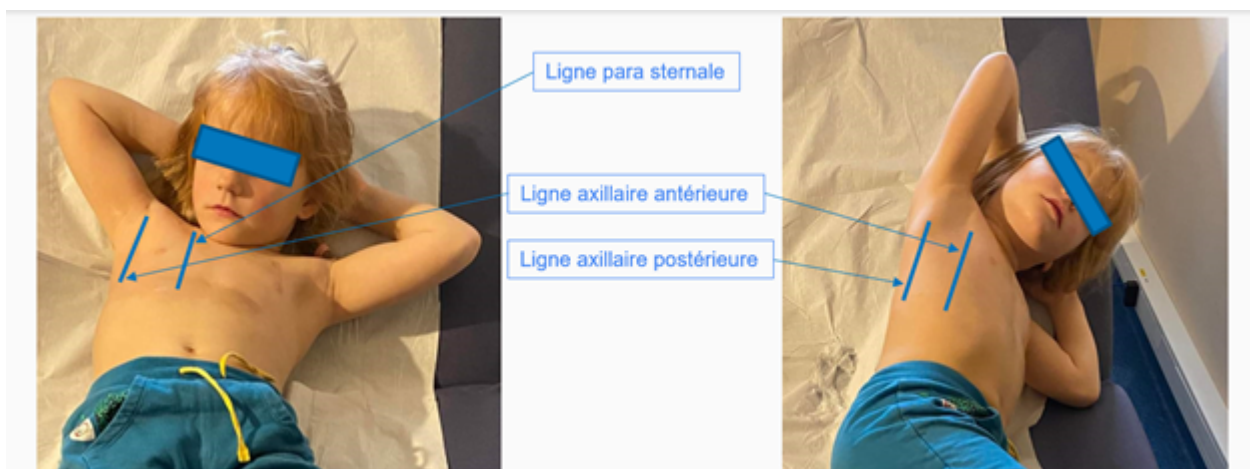 Ligne para sternale
Ligne axillaire antérieure
Ligne axillaire postérieure